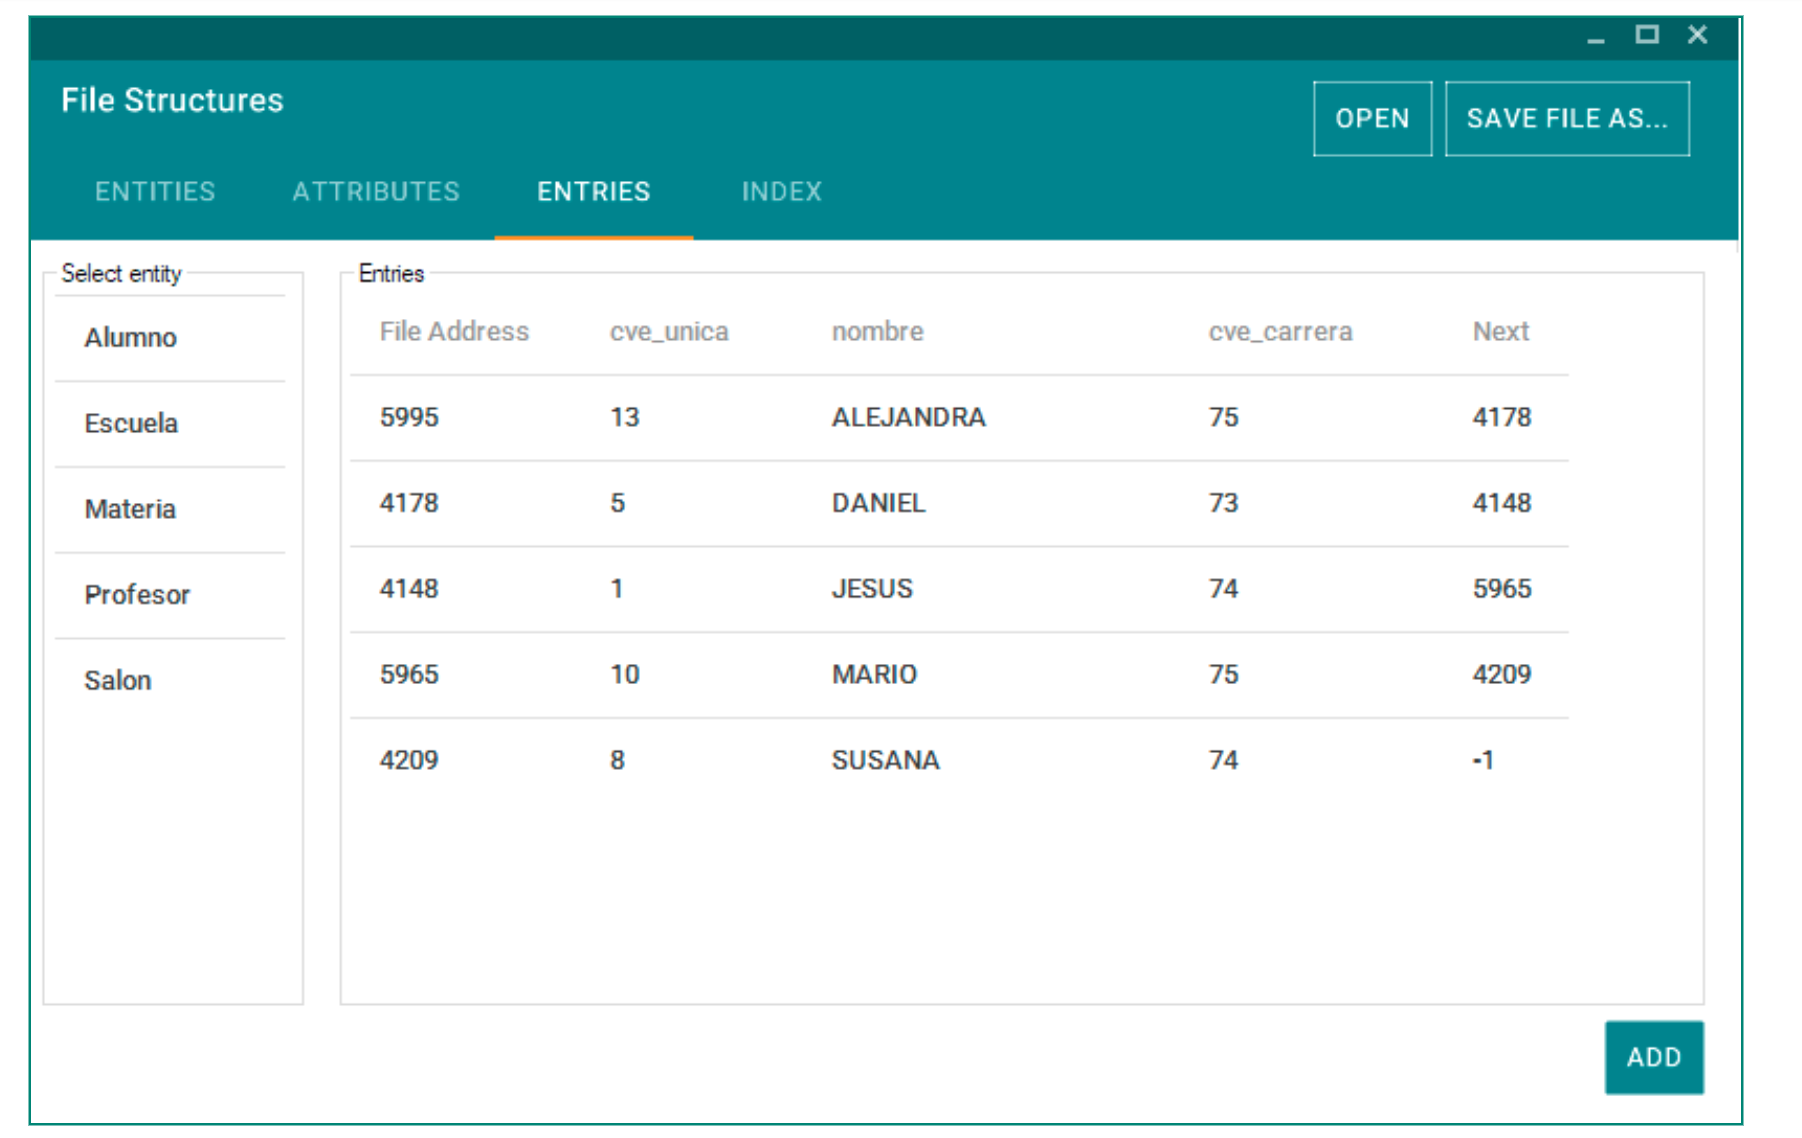 File Structures
OPEN
SAVE FILE AS...
ENTITIES ATTRIBUTES ENTRIES INDEX
Select entity
Alumno
Escuela
Materia
Profesor
Salon
Entries
File Address cve_unica nombre cve_carrera Next
5995 13 ALEJANDRA 75 4178
4178 5 DANIEL 73 4148
4148 1 JESUS 74 5965
5965 10 MARIO 75 4209
4209 8 SUSANA 74 -1
ADD